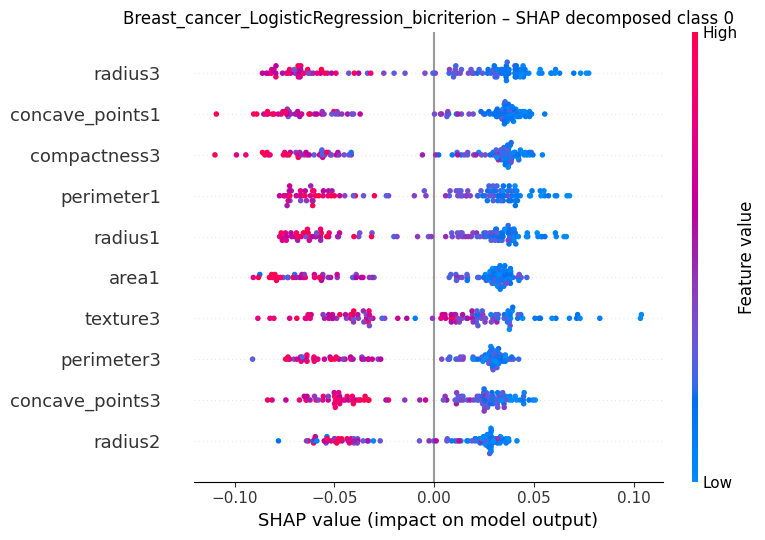 Breast_cancer_LogisticRegression_bicriterion – SHAP decomposed class 0
High
radius3
concave_points1
compactness3
perimeter1
radius1
area1
texture3
perimeter3
concave_points3
radius2
Feature value
Low
−0.10 −0.05 0.00 0.05 0.10
SHAP value (impact on model output)